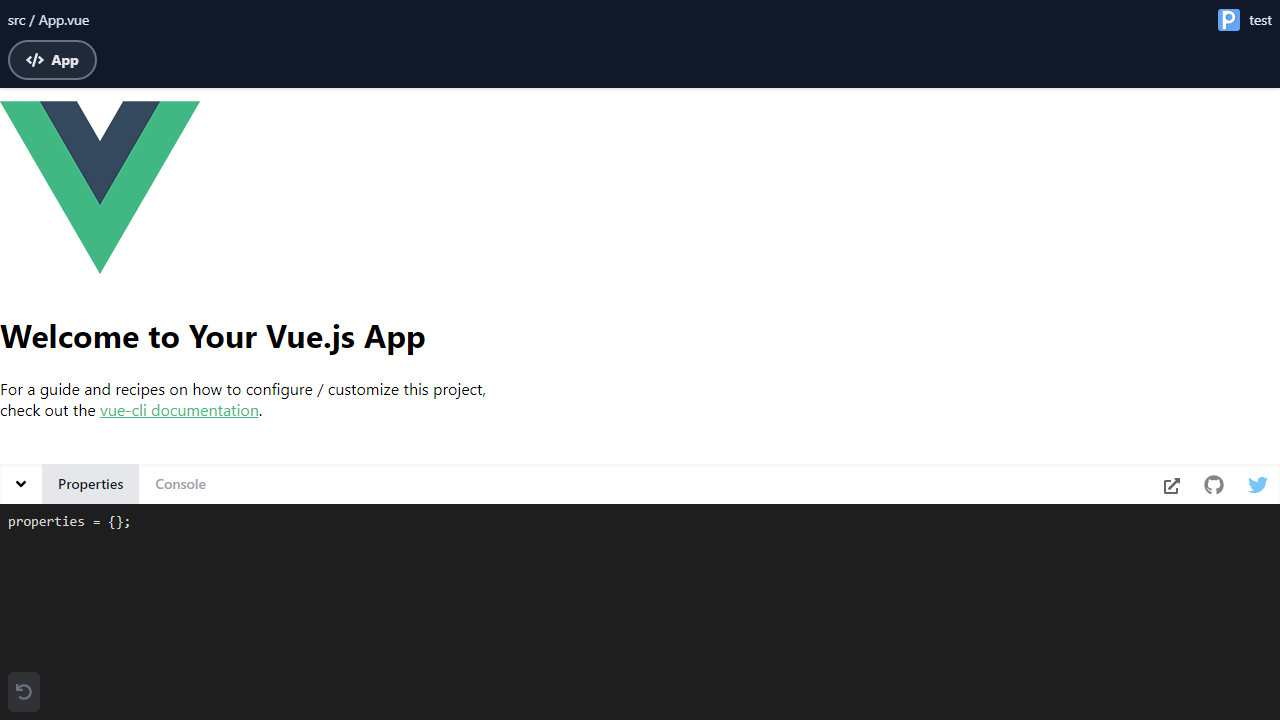 src / App.vue
P test
</> App
Welcome to Your Vue.js App
For a guide and recipes on how to configure / customize this project,
check out the vue-cli documentation.
Properties Console
properties = {};